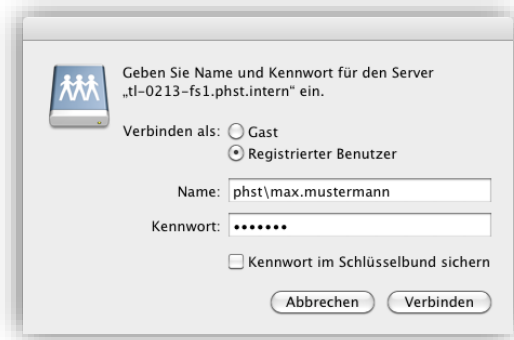 Geben Sie Name und Kennwort für den Server
„tl-0213-fs1.phst.intern“ ein.
Verbinden als: Gast
Registrierter Benutzer
Name: phst\max.mustermann
Kennwort: •••••••
Kennwort im Schlüsselbund sichern
Abbrechen Verbinden